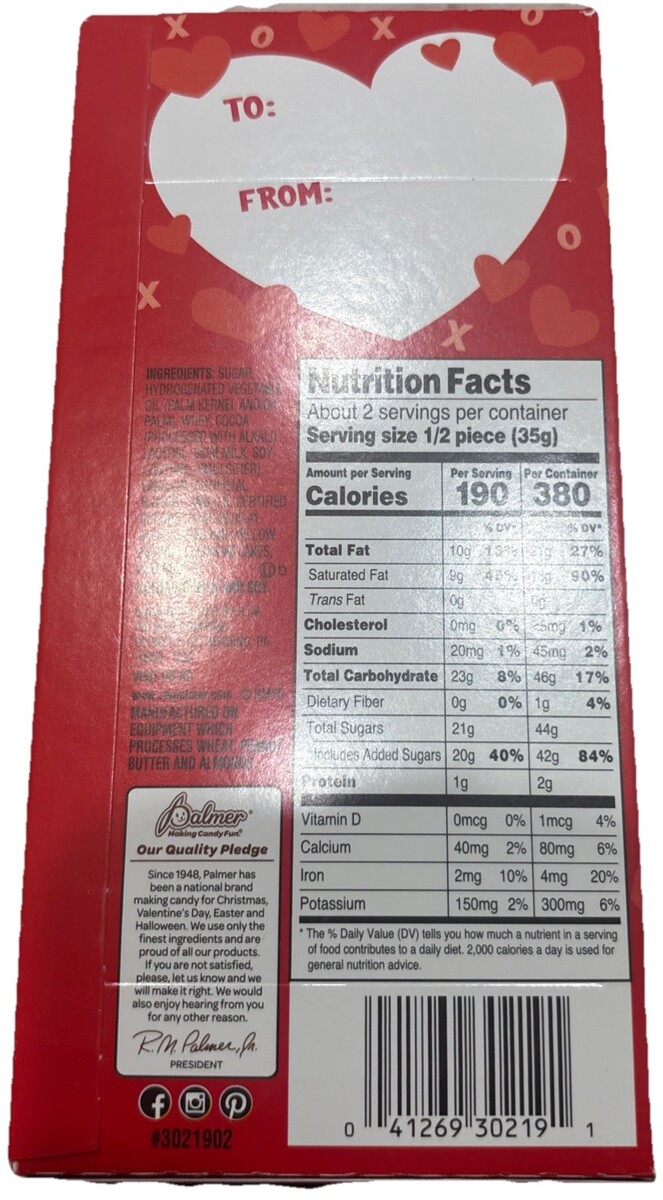 X O X O
TO:
FROM:
O
X
X
INGREDIENTS: SUGAR,
HYDROGENATED VEGETABLE
OIL (PALM KERNEL AND/OR
PALM), WHEY, COCOA
(PROCESSED WITH ALKALI),
SOY
CERTIFIED
SOY.
PA
MANUFACTURED ON
EQUIPMENT WHICH
PROCESSES WHEAT, PEANUT
BUTTER AND ALMONDS.
Nutrition Facts
About 2 servings per container
Serving size 1/2 piece (35g)
Amount per Serving Per Serving Per Container
Calories 190 380
% DV* % DV*
Total Fat 10g 13% 21g 27%
Saturated Fat 9g 45% 18g 90%
Trans Fat 0g 0g
Cholesterol 0mg 0% <5mg 1%
Sodium 20mg 1% 45mg 2%
Total Carbohydrate 23g 8% 46g 17%
Dietary Fiber 0g 0% 1g 4%
Total Sugars 21g 44g
Includes Added Sugars 20g 40% 42g 84%
Protein 1g 2g
Vitamin D 0mcg 0% 1mcg 4%
Calcium 40mg 2% 80mg 6%
Iron 2mg 10% 4mg 20%
Potassium 150mg 2% 300mg 6%
* The % Daily Value (DV) tells you how much a nutrient in a serving
of food contributes to a daily diet. 2,000 calories a day is used for
general nutrition advice.
Palmer®
Making Candy Fun.®
Our Quality Pledge
Since 1948, Palmer has
been a national brand
making candy for Christmas,
Valentine's Day, Easter and
Halloween. We use only the
finest ingredients and are
proud of all our products.
If you are not satisfied,
please, let us know and we
will make it right. We would
also enjoy hearing from you
for any other reason.
R.M. Palmer, Jr.
PRESIDENT
#3021902
0 41269 30219 1